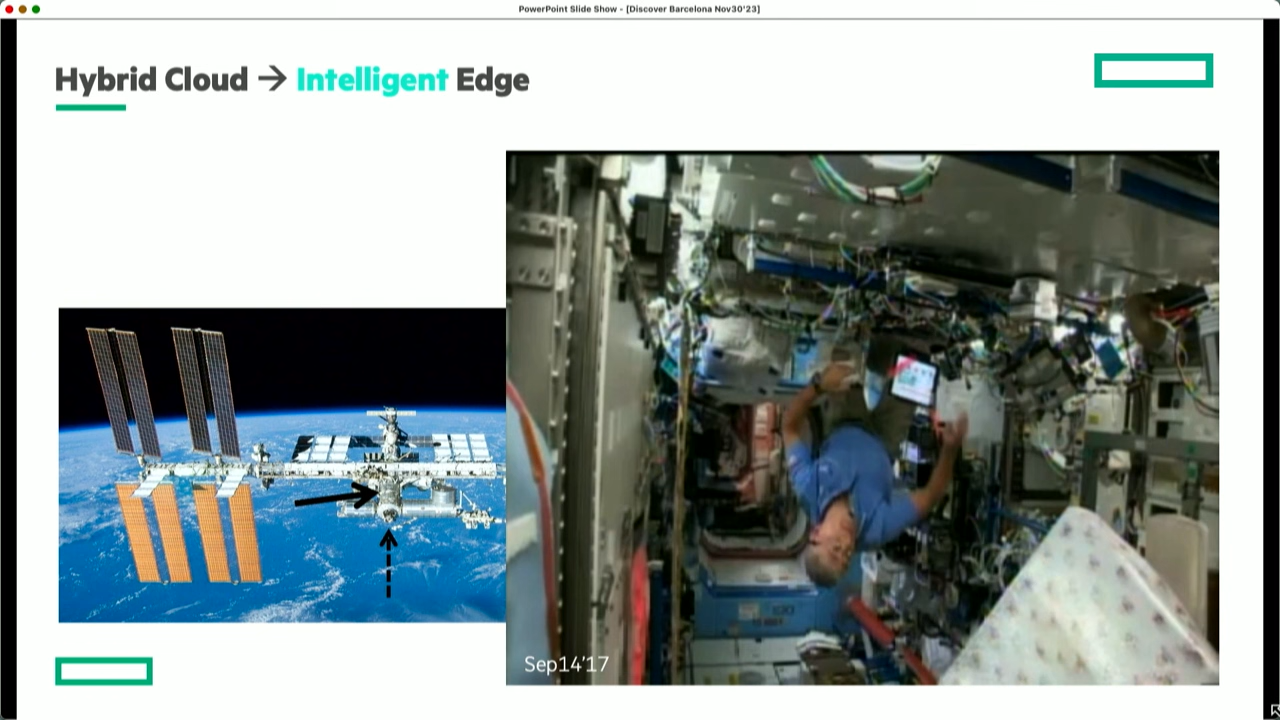 PowerPoint Slide Show - [Discover Barcelona Nov30'23]
Hybrid Cloud → Intelligent Edge
Sep14'17